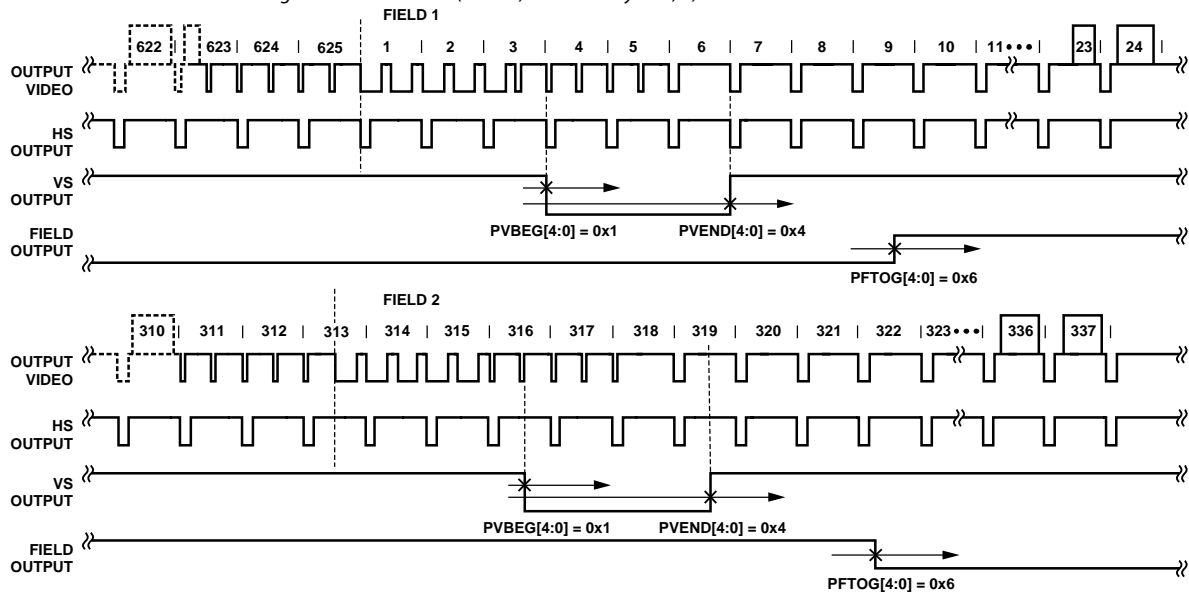 FIELD 1
622 | 623 | 624 | 625 1 | 2 | 3 | 4 | 5 | 6 | 7 | 8 | 9 | 10 | 11 ••• | 23 | 24 |
OUTPUT
VIDEO
HS
OUTPUT
VS
OUTPUT
PVBEG[4:0] = 0x1 PVEND[4:0] = 0x4
FIELD
OUTPUT
PFTOG[4:0] = 0x6
FIELD 2
310 | 311 | 312 | 313 | 314 | 315 | 316 | 317 | 318 | 319 | 320 | 321 | 322 | 323 ••• | 336 | 337 |
OUTPUT
VIDEO
HS
OUTPUT
VS
OUTPUT
PVBEG[4:0] = 0x1 PVEND[4:0] = 0x4
FIELD
OUTPUT
PFTOG[4:0] = 0x6